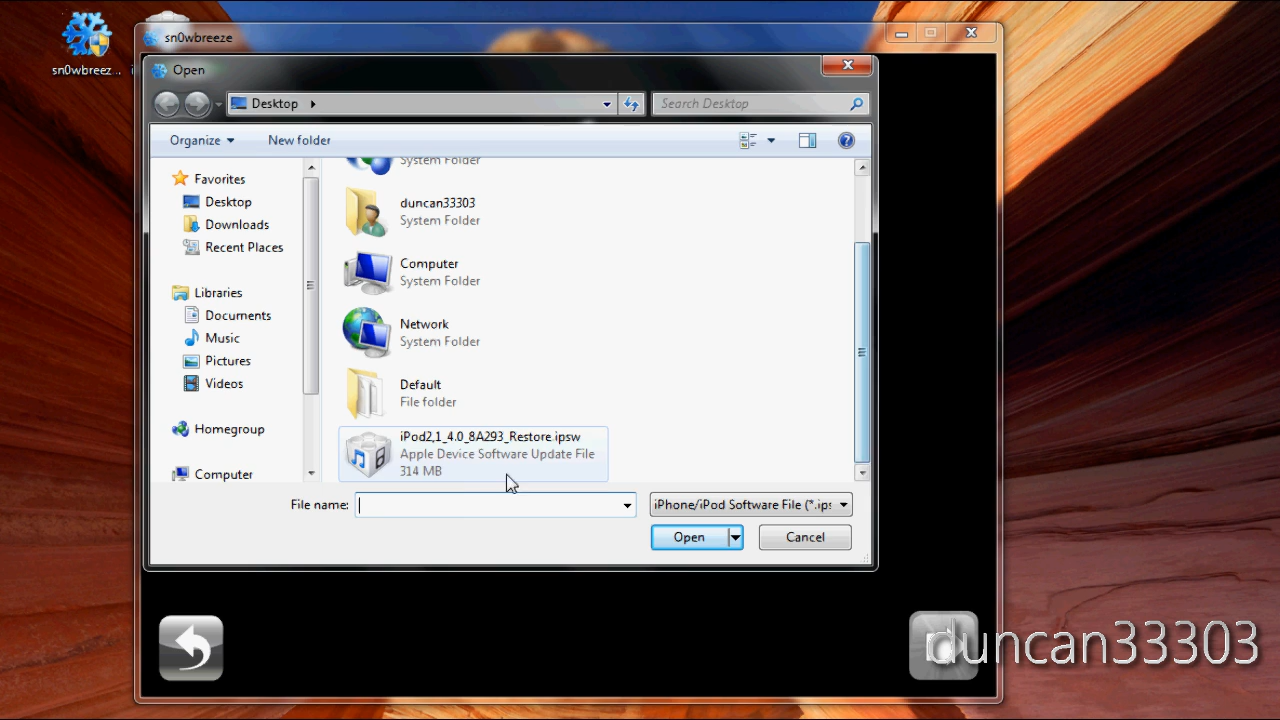 sn0wbreeze
sn0wbreez...
Open
Desktop
Search Desktop
Organize
New folder
Favorites
Desktop
Downloads
Recent Places
Libraries
Documents
Music
Pictures
Videos
Homegroup
Computer
System Folder
duncan33303
System Folder
Computer
System Folder
Network
System Folder
Default
File folder
iPod2,1_4.0_8A293_Restore.ipsw
Apple Device Software Update File
314 MB
File name:
iPhone/iPod Software File (*.ips
Open
Cancel
duncan33303